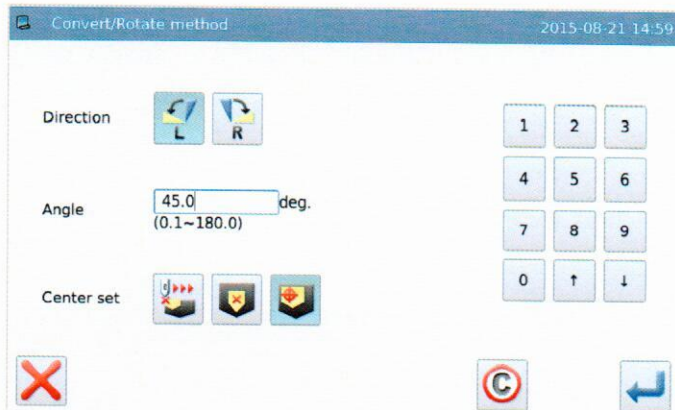 Convert/Rotate method 2015-08-21 14:59
Direction L R
1 2 3
4 5 6
Angle 45.0 deg.
(0.1~180.0)
7 8 9
Center set
0 ↑ ↓
C